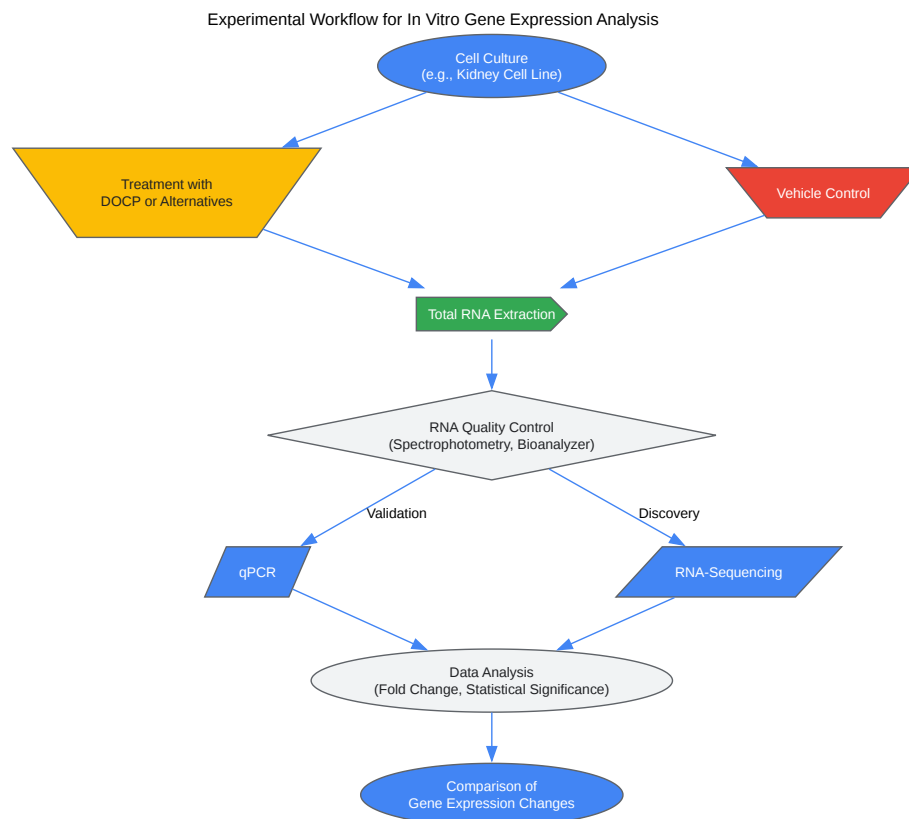 Experimental Workflow for In Vitro Gene Expression Analysis
Cell Culture
(e.g., Kidney Cell Line)
Treatment with
DOCP or Alternatives
Vehicle Control
Total RNA Extraction
RNA Quality Control
(Spectrophotometry, Bioanalyzer)
Validation
Discovery
qPCR
RNA-Sequencing
Data Analysis
(Fold Change, Statistical Significance)
Comparison of
Gene Expression Changes